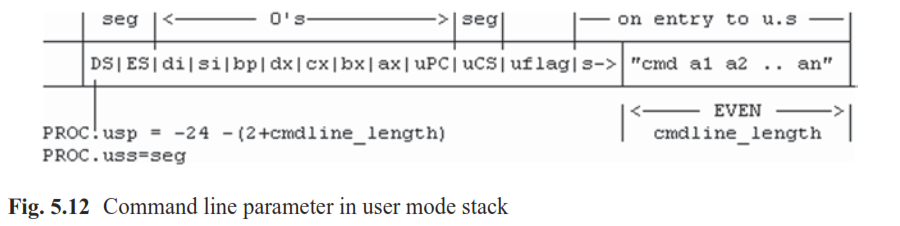 seg |<—— 0's ——>| seg | |— on entry to u.s —|
DS|ES|di|si|bp|dx|cx|bx|ax|uPC|uCS|uflag|s->| "cmd a1 a2 .. an"
|<—— EVEN ——>|
PROC.usp = -24 -(2+cmdline_length) cmdline_length
PROC.uss=seg
Fig. 5.12 Command line parameter in user mode stack